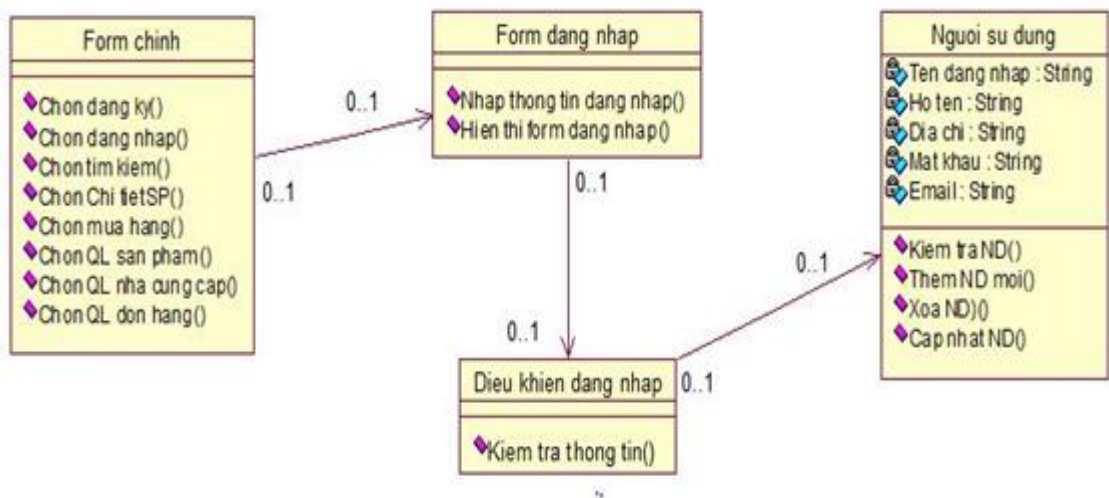 Form chinh
Chon dang ky()
Chon dang nhap()
Chon tim kiem()
Chon Chi tietSP()
Chon mua hang()
Chon QL san pham()
Chon QL nha cung cap()
Chon QL don hang()
0..1
0..1
Form dang nhap
Nhap thong tin dang nhap()
Hien thi form dang nhap()
0..1
0..1
Dieu khien dang nhap
Kiem tra thong tin()
0..1
0..1
Nguoi su dung
Ten dang nhap : String
Ho ten : String
Dia chi : String
Mat khau : String
Email : String
Kiem tra ND()
Them ND moi()
Xoa ND)()
Cap nhat ND()